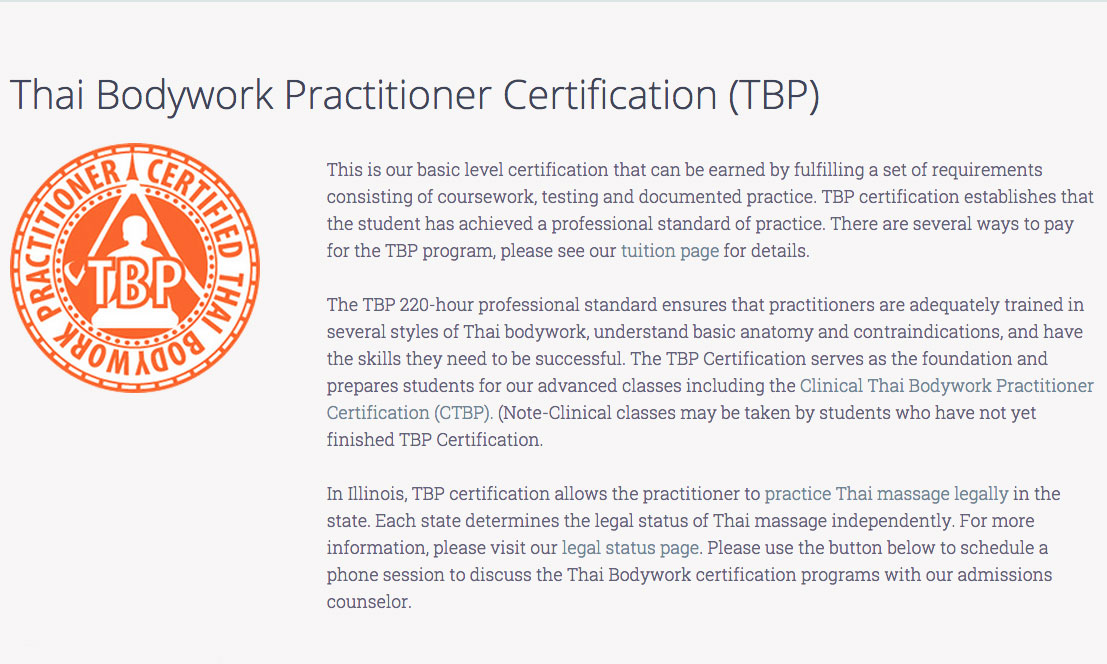 Thai Bodywork Practitioner Certification (TBP)
PRACTITIONER CERTIFIED THAI BODYWORK
TBP
This is our basic level certification that can be earned by fulfilling a set of requirements
consisting of coursework, testing and documented practice. TBP certification establishes that
the student has achieved a professional standard of practice. There are several ways to pay
for the TBP program, please see our tuition page for details.
The TBP 220-hour professional standard ensures that practitioners are adequately trained in
several styles of Thai bodywork, understand basic anatomy and contraindications, and have
the skills they need to be successful. The TBP Certification serves as the foundation and
prepares students for our advanced classes including the Clinical Thai Bodywork Practitioner
Certification (CTBP). (Note-Clinical classes may be taken by students who have not yet
finished TBP Certification.
In Illinois, TBP certification allows the practitioner to practice Thai massage legally in the
state. Each state determines the legal status of Thai massage independently. For more
information, please visit our legal status page. Please use the button below to schedule a
phone session to discuss the Thai Bodywork certification programs with our admissions
counselor.